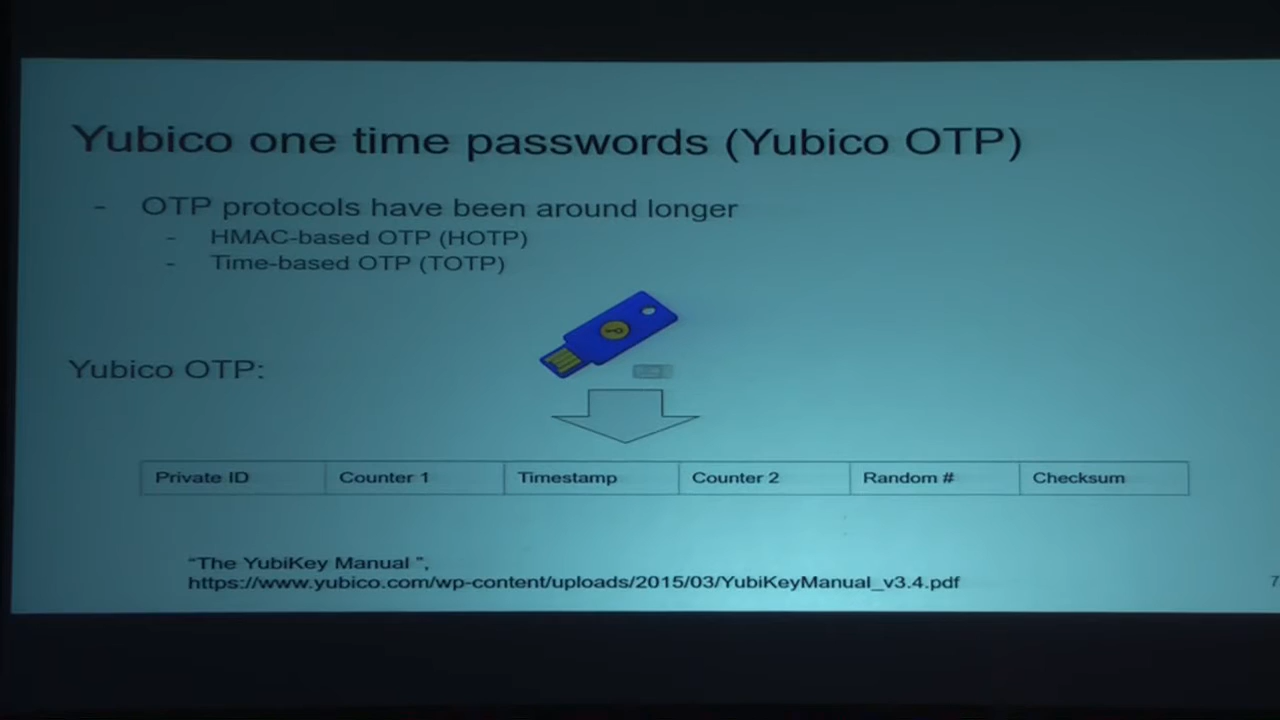 Yubico one time passwords (Yubico OTP)
- OTP protocols have been around longer
- HMAC-based OTP (HOTP)
- Time-based OTP (TOTP)
Yubico OTP:
Private ID Counter 1 Timestamp Counter 2 Random # Checksum
"The YubiKey Manual ",
https://www.yubico.com/wp-content/uploads/2015/03/YubiKeyManual_v3.4.pdf
7